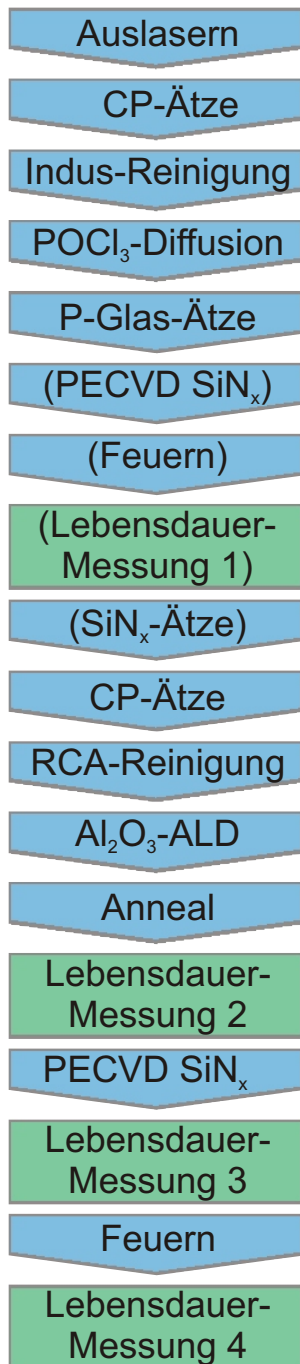 Auslasern
CP-Ätze
Indus-Reinigung
POCl₃-Diffusion
P-Glas-Ätze
(PECVD SiNₓ)
(Feuern)
(Lebensdauer-
Messung 1)
(SiNₓ-Ätze)
CP-Ätze
RCA-Reinigung
Al₂O₃-ALD
Anneal
Lebensdauer-
Messung 2
PECVD SiNₓ
Lebensdauer-
Messung 3
Feuern
Lebensdauer-
Messung 4